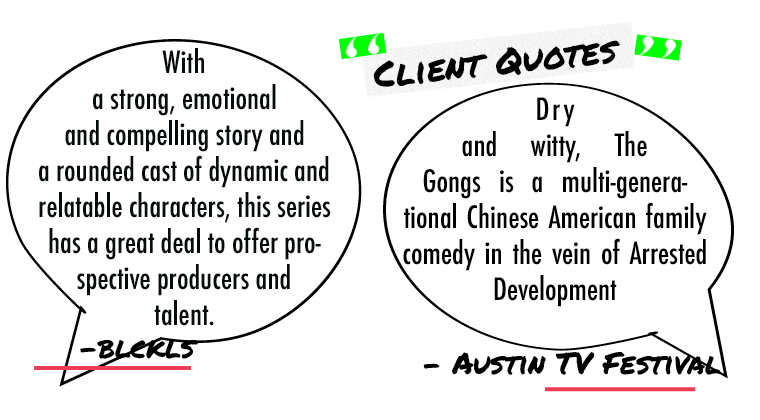 “ CLIENT QUOTES ”
With
a strong, emotional
and compelling story and
a rounded cast of dynamic and
relatable characters, this series
has a great deal to offer pro-
spective producers and
talent.
-BLCKLS
Dry
and witty, The
Gongs is a multi-genera-
tional Chinese American family
comedy in the vein of Arrested
Development
- AUSTIN TV FESTIVAL